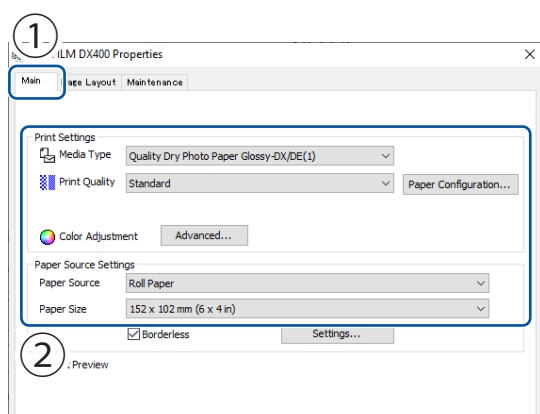 1
iLM DX400 Properties
Main Page Layout Maintenance
Print Settings
Media Type Quality Dry Photo Paper Glossy-DX/DE(1)
Print Quality Standard Paper Configuration...
Color Adjustment Advanced...
Paper Source Settings
Paper Source Roll Paper
Paper Size 152 x 102 mm (6 x 4 in)
Borderless Settings...
2
Preview